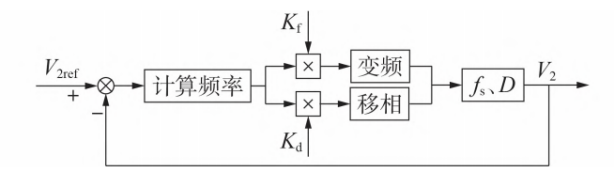 K_f
V_2ref
+
−
计算频率
×
变频
×
移相
f_s、D
V_2
K_d